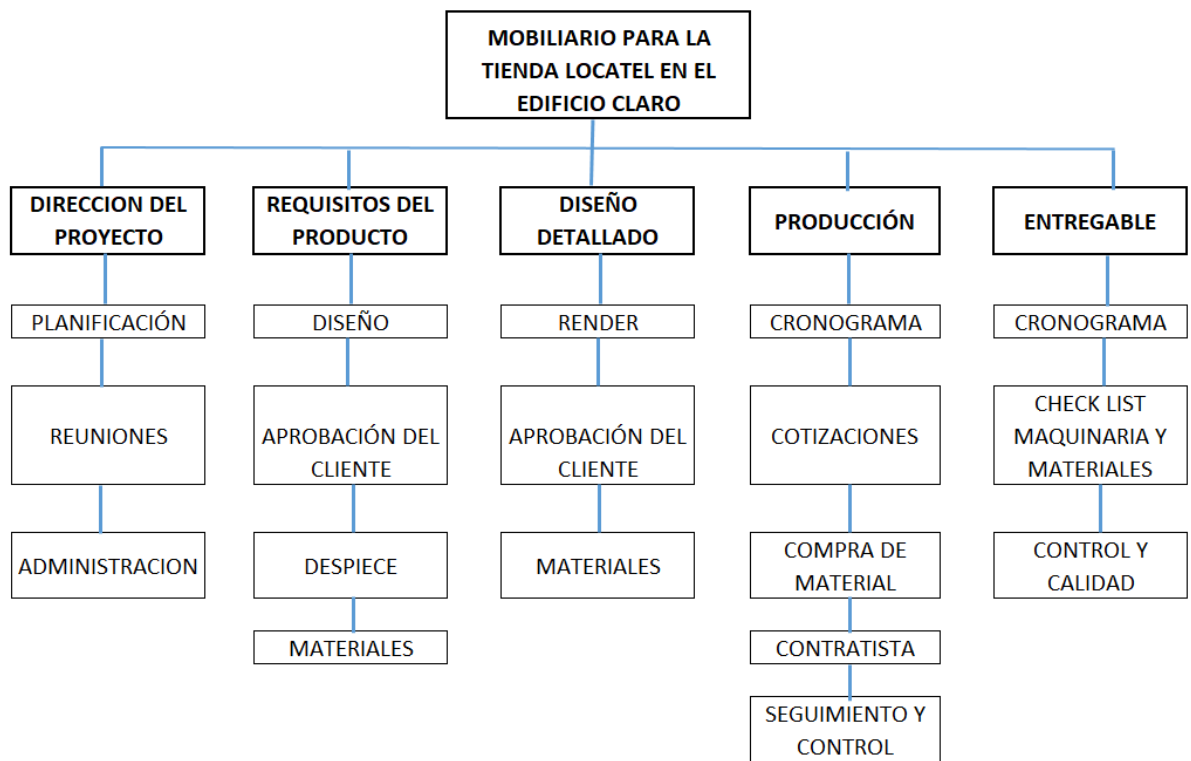 MOBILIARIO PARA LA
TIENDA LOCATEL EN EL
EDIFICIO CLARO
DIRECCION DEL
PROYECTO
REQUISITOS DEL
PRODUCTO
DISEÑO
DETALLADO
PRODUCCIÓN
ENTREGABLE
PLANIFICACIÓN
DISEÑO
RENDER
CRONOGRAMA
CRONOGRAMA
REUNIONES
APROBACIÓN DEL
CLIENTE
APROBACIÓN DEL
CLIENTE
COTIZACIONES
CHECK LIST
MAQUINARIA Y
MATERIALES
ADMINISTRACION
DESPIECE
MATERIALES
COMPRA DE
MATERIAL
CONTROL Y
CALIDAD
MATERIALES
CONTRATISTA
SEGUIMIENTO Y
CONTROL